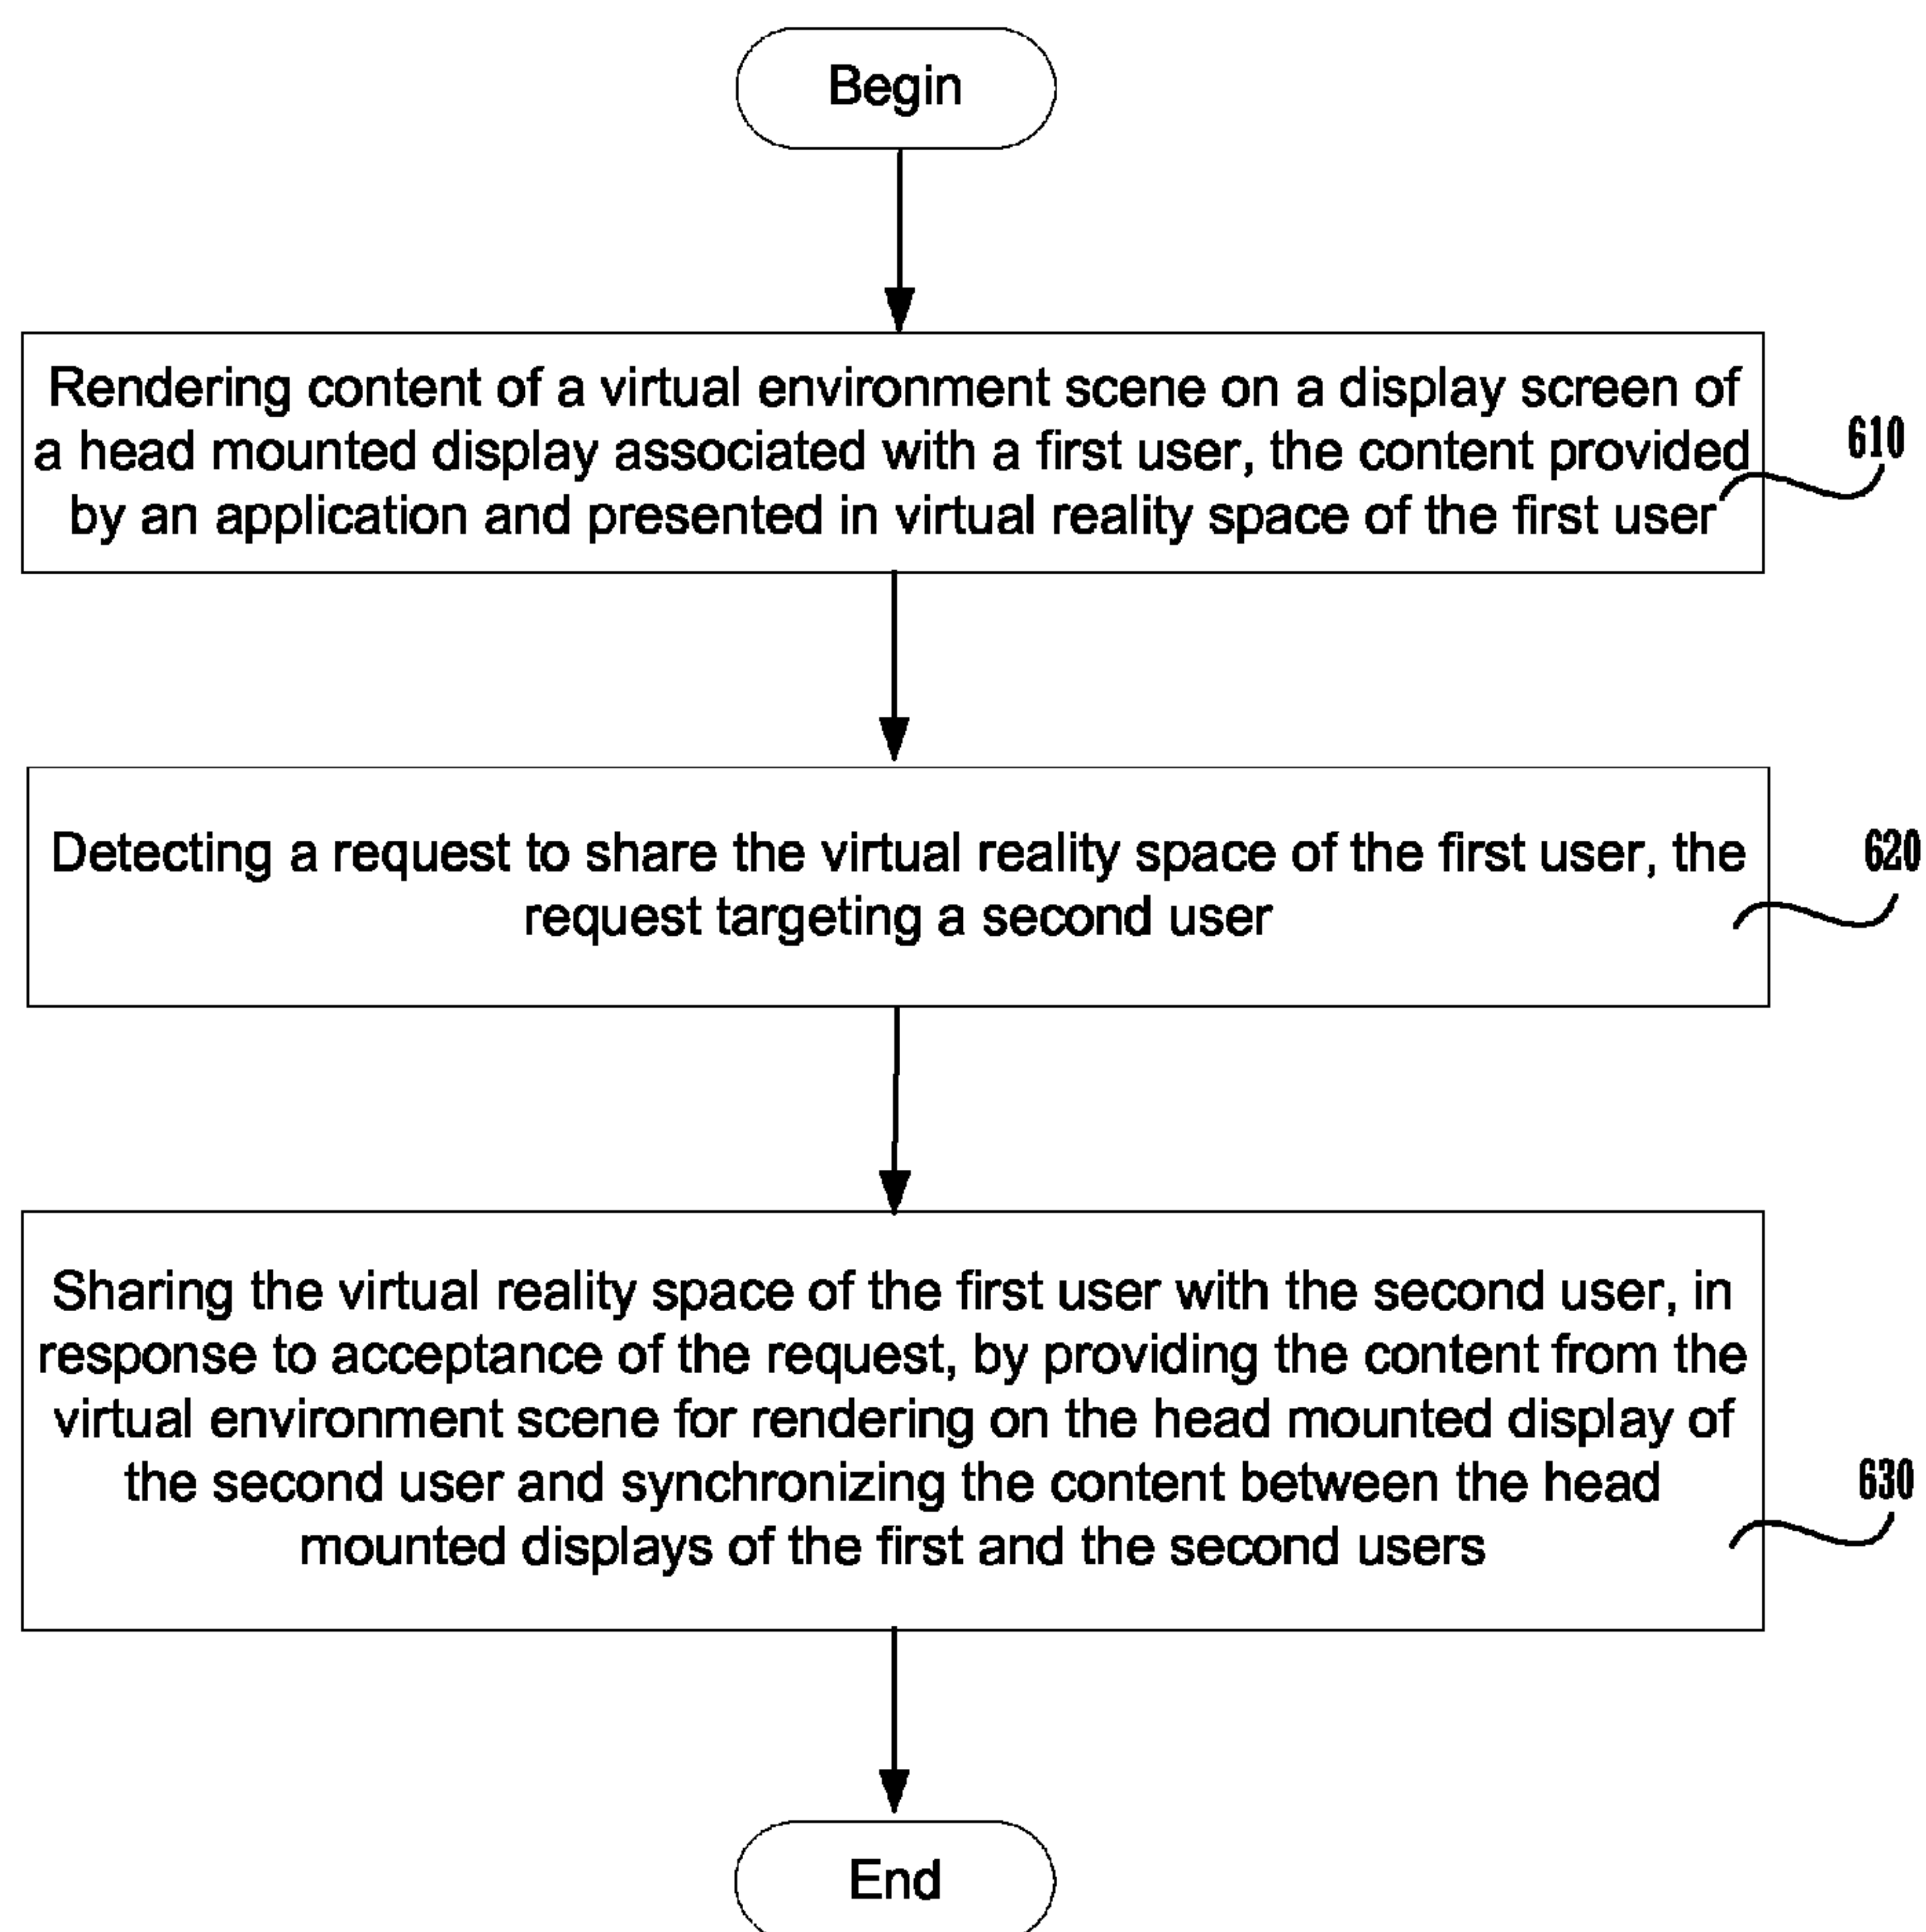 Begin
Rendering content of a virtual environment scene on a display screen of
a head mounted display associated with a first user, the content provided
by an application and presented in virtual reality space of the first user
610
Detecting a request to share the virtual reality space of the first user, the
request targeting a second user
620
Sharing the virtual reality space of the first user with the second user, in
response to acceptance of the request, by providing the content from the
virtual environment scene for rendering on the head mounted display of
the second user and synchronizing the content between the head
mounted displays of the first and the second users
630
End